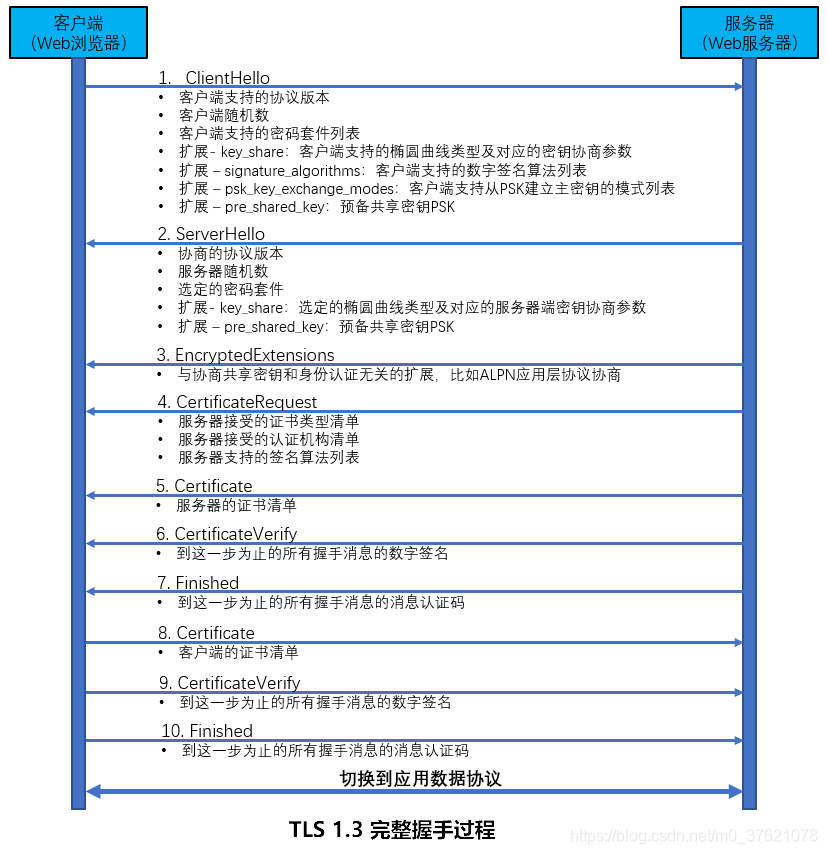 客户端
（Web浏览器）
服务器
（Web服务器）
1. ClientHello
• 客户端支持的协议版本
• 客户端随机数
• 客户端支持的密码套件列表
• 扩展- key_share：客户端支持的椭圆曲线类型及对应的密钥协商参数
• 扩展 – signature_algorithms：客户端支持的数字签名算法列表
• 扩展 – psk_key_exchange_modes：客户端支持从PSK建立主密钥的模式列表
• 扩展 – pre_shared_key：预备共享密钥PSK
2. ServerHello
• 协商的协议版本
• 服务器随机数
• 选定的密码套件
• 扩展- key_share：选定的椭圆曲线类型及对应的服务器端密钥协商参数
• 扩展 – pre_shared_key：预备共享密钥PSK
3. EncryptedExtensions
• 与协商共享密钥和身份认证无关的扩展，比如ALPN应用层协议协商
4. CertificateRequest
• 服务器接受的证书类型清单
• 服务器接受的认证机构清单
• 服务器支持的签名算法列表
5. Certificate
• 服务器的证书清单
6. CertificateVerify
• 到这一步为止的所有握手消息的数字签名
7. Finished
• 到这一步为止的所有握手消息的消息认证码
8. Certificate
• 客户端的证书清单
9. CertificateVerify
• 到这一步为止的所有握手消息的数字签名
10. Finished
• 到这一步为止的所有握手消息的消息认证码
切换到应用数据协议
TLS 1.3 完整握手过程
https://blog.csdn.net/m0_37621078